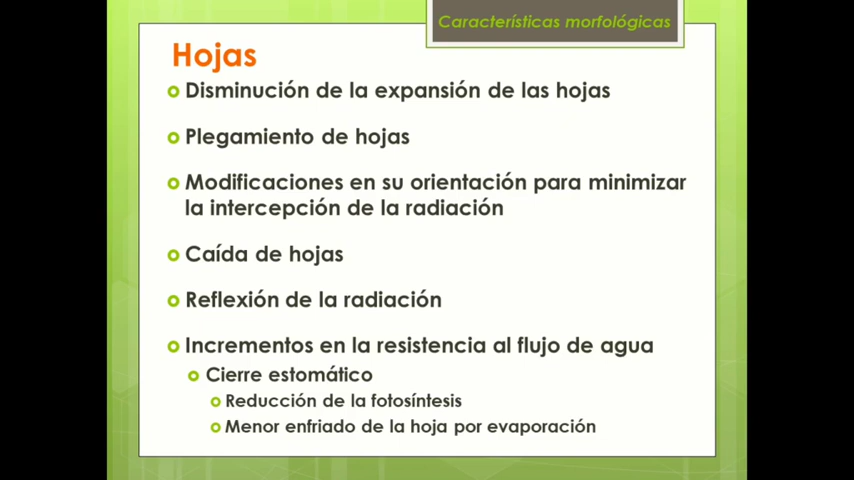 Características morfológicas
Hojas
Disminución de la expansión de las hojas
Plegamiento de hojas
Modificaciones en su orientación para minimizar
la intercepción de la radiación
Caída de hojas
Reflexión de la radiación
Incrementos en la resistencia al flujo de agua
Cierre estomático
Reducción de la fotosíntesis
Menor enfriado de la hoja por evaporación